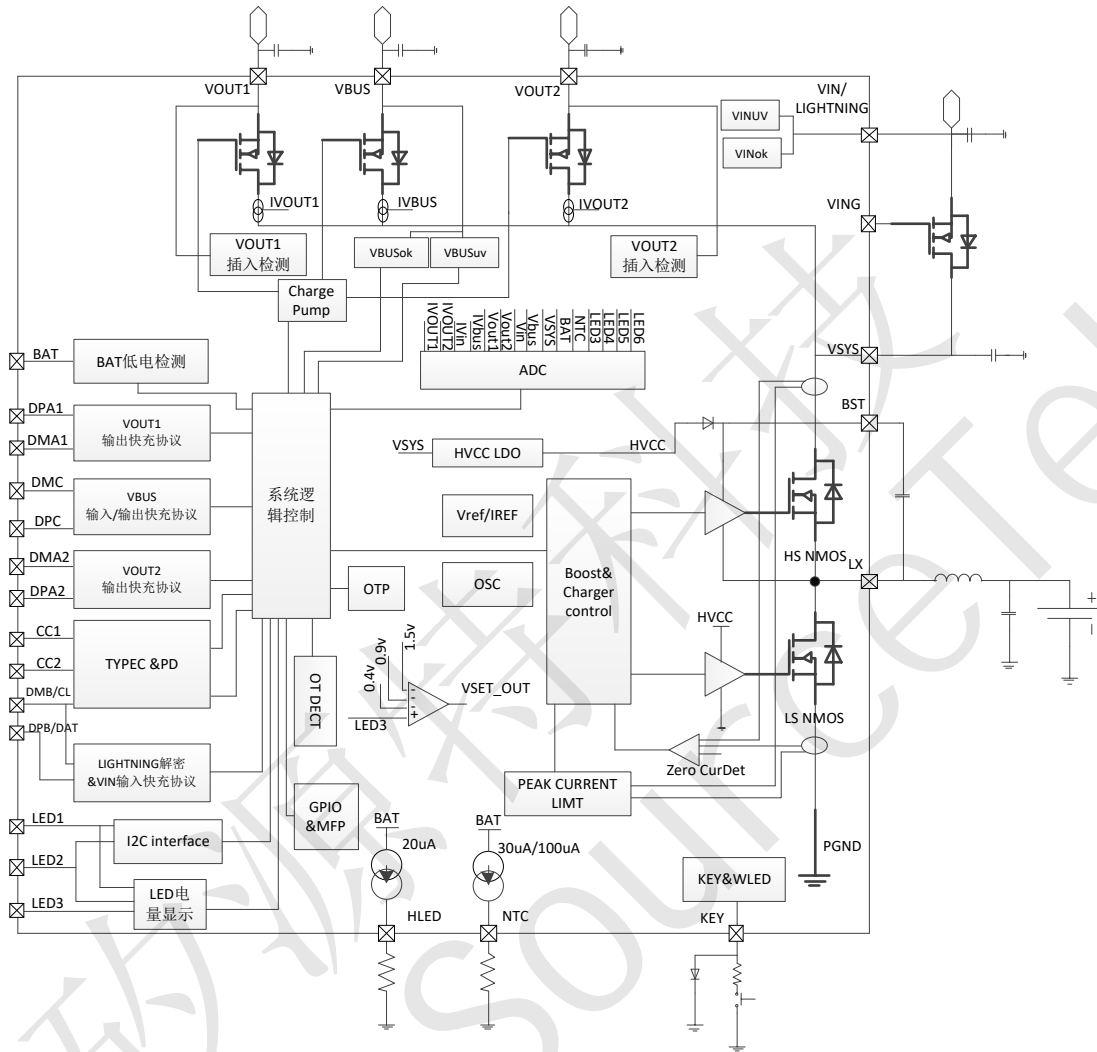 VOUT1
VBUS
VOUT2
VIN/
LIGHTNING
VINUV
VINok
VING
IVOUT1
IVBUS
IVOUT2
VOUT1
插入检测
VBUSok
VBUSuv
VOUT2
插入检测
Charge
Pump
IVOUT1
IVOUT2
IVin
IVbus
Vout1
Vout2
Vin
Vbus
VSYS
BAT
NTC
LED3
LED4
LED5
LED6
ADC
VSYS
BAT
BAT低电检测
BST
DPA1
DMA1
VOUT1
输出快充协议
VSYS
HVCC LDO
HVCC
DMC
DPC
VBUS
输入/输出快充协议
系统逻
辑控制
Vref/IREF
DMA2
DPA2
VOUT2
输出快充协议
HS NMOS
LX
OTP
OSC
Boost&
Charger
control
CC1
CC2
TYPEC &PD
HVCC
DMB/CL
DPB/DAT
OT DECT
0.4v
0.9v
1.5v
LED3
VSET_OUT
LS NMOS
LIGHTNING解密
&VIN输入快充协议
Zero CurDet
PEAK CURRENT
LIMT
GPIO
&MFP
LED1
LED2
LED3
I2C interface
LED电
量显示
BAT
20uA
BAT
30uA/100uA
PGND
KEY&WLED
HLED
NTC
KEY
矽源特科技
SourceTe